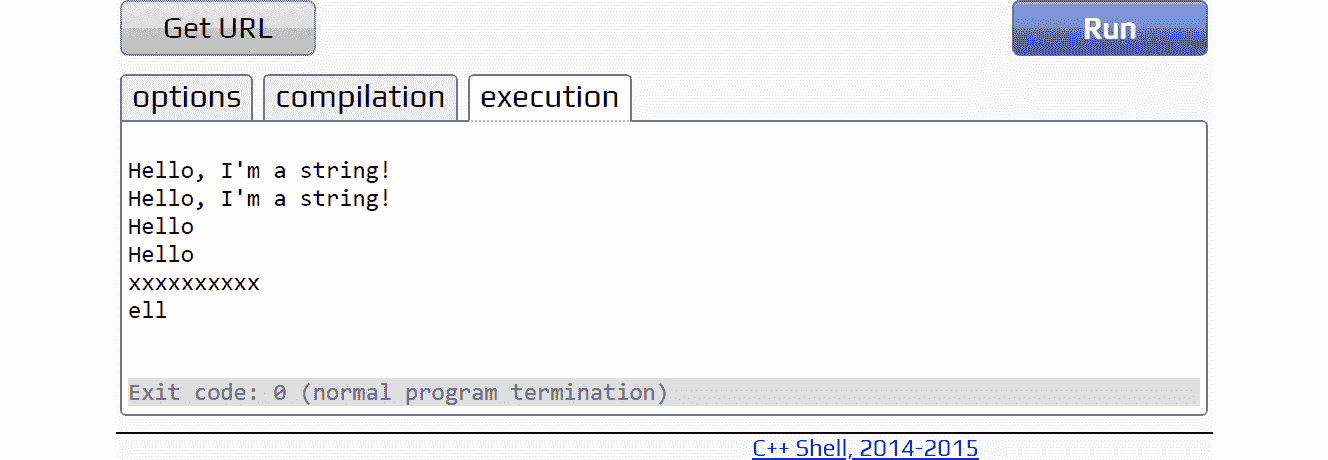 Get URL Run
options compilation execution
Hello, I'm a string!
Hello, I'm a string!
Hello
Hello
xxxxxxxxxx
ell
Exit code: 0 (normal program termination)
C++ Shell, 2014-2015